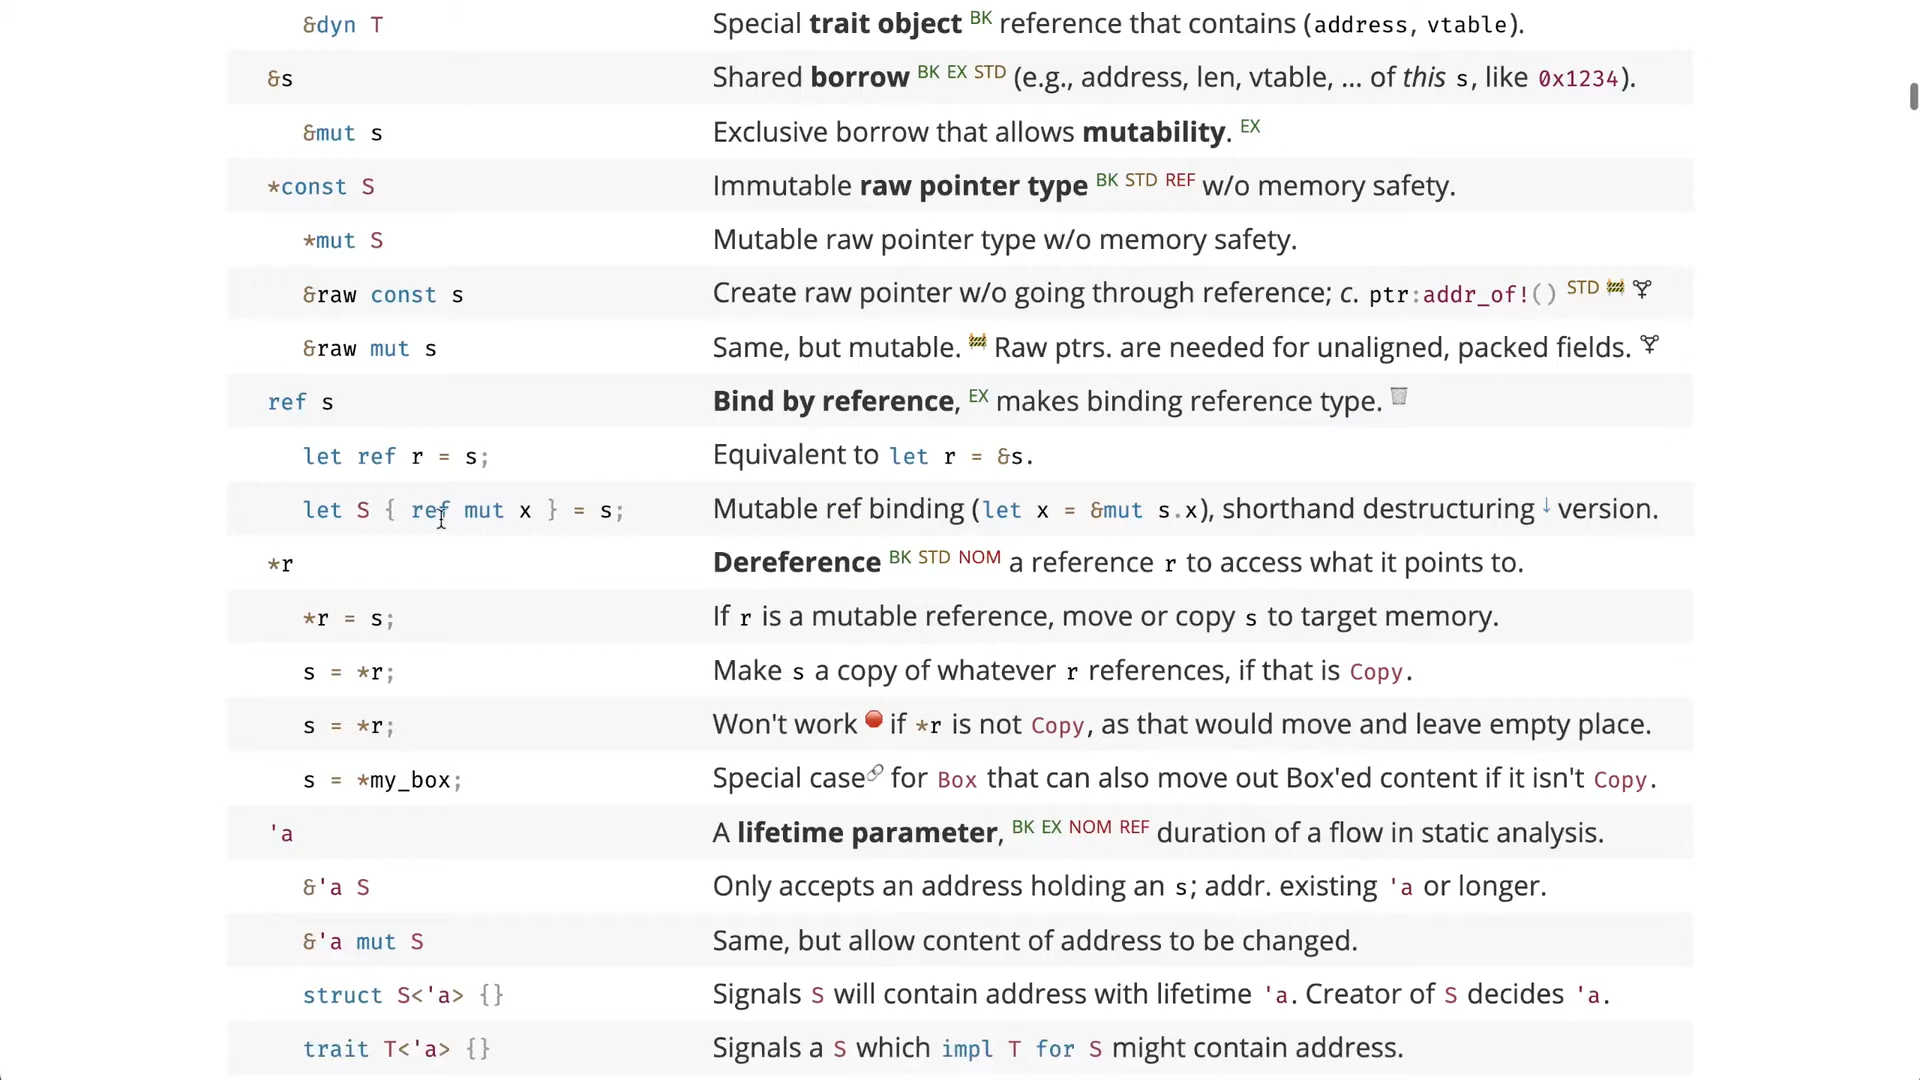 &dyn T Special trait object BK reference that contains (address, vtable).
&s Shared borrow BK EX STD (e.g., address, len, vtable, … of this s, like 0x1234).
&mut s Exclusive borrow that allows mutability. EX
*const S Immutable raw pointer type BK STD REF w/o memory safety.
*mut S Mutable raw pointer type w/o memory safety.
&raw const s Create raw pointer w/o going through reference; c. ptr:addr_of!() STD 🚧
&raw mut s Same, but mutable. 🚧 Raw ptrs. are needed for unaligned, packed fields.
ref s Bind by reference, EX makes binding reference type. 🗑️
let ref r = s; Equivalent to let r = &s.
let S { ref mut x } = s; Mutable ref binding (let x = &mut s.x), shorthand destructuring ↓ version.
*r Dereference BK STD NOM a reference r to access what it points to.
*r = s; If r is a mutable reference, move or copy s to target memory.
s = *r; Make s a copy of whatever r references, if that is Copy.
s = *r; Won't work 🛑 if *r is not Copy, as that would move and leave empty place.
s = *my_box; Special case🔗 for Box that can also move out Box'ed content if it isn't Copy.
'a A lifetime parameter, BK EX NOM REF duration of a flow in static analysis.
&'a S Only accepts an address holding an s; addr. existing 'a or longer.
&'a mut S Same, but allow content of address to be changed.
struct S<'a> {} Signals S will contain address with lifetime 'a. Creator of S decides 'a.
trait T<'a> {} Signals a S which impl T for S might contain address.